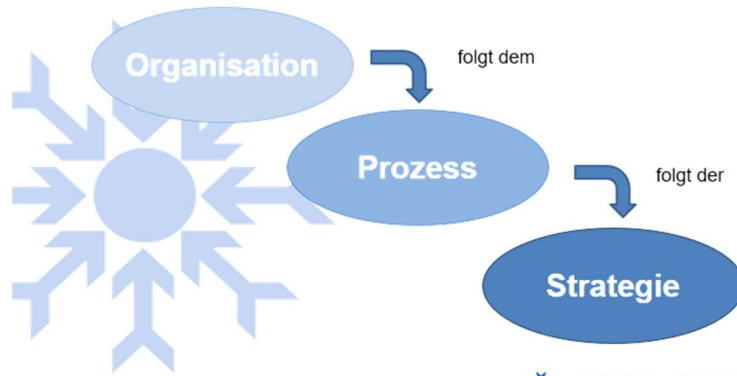 Organisation
folgt dem
Prozess
folgt der
Strategie